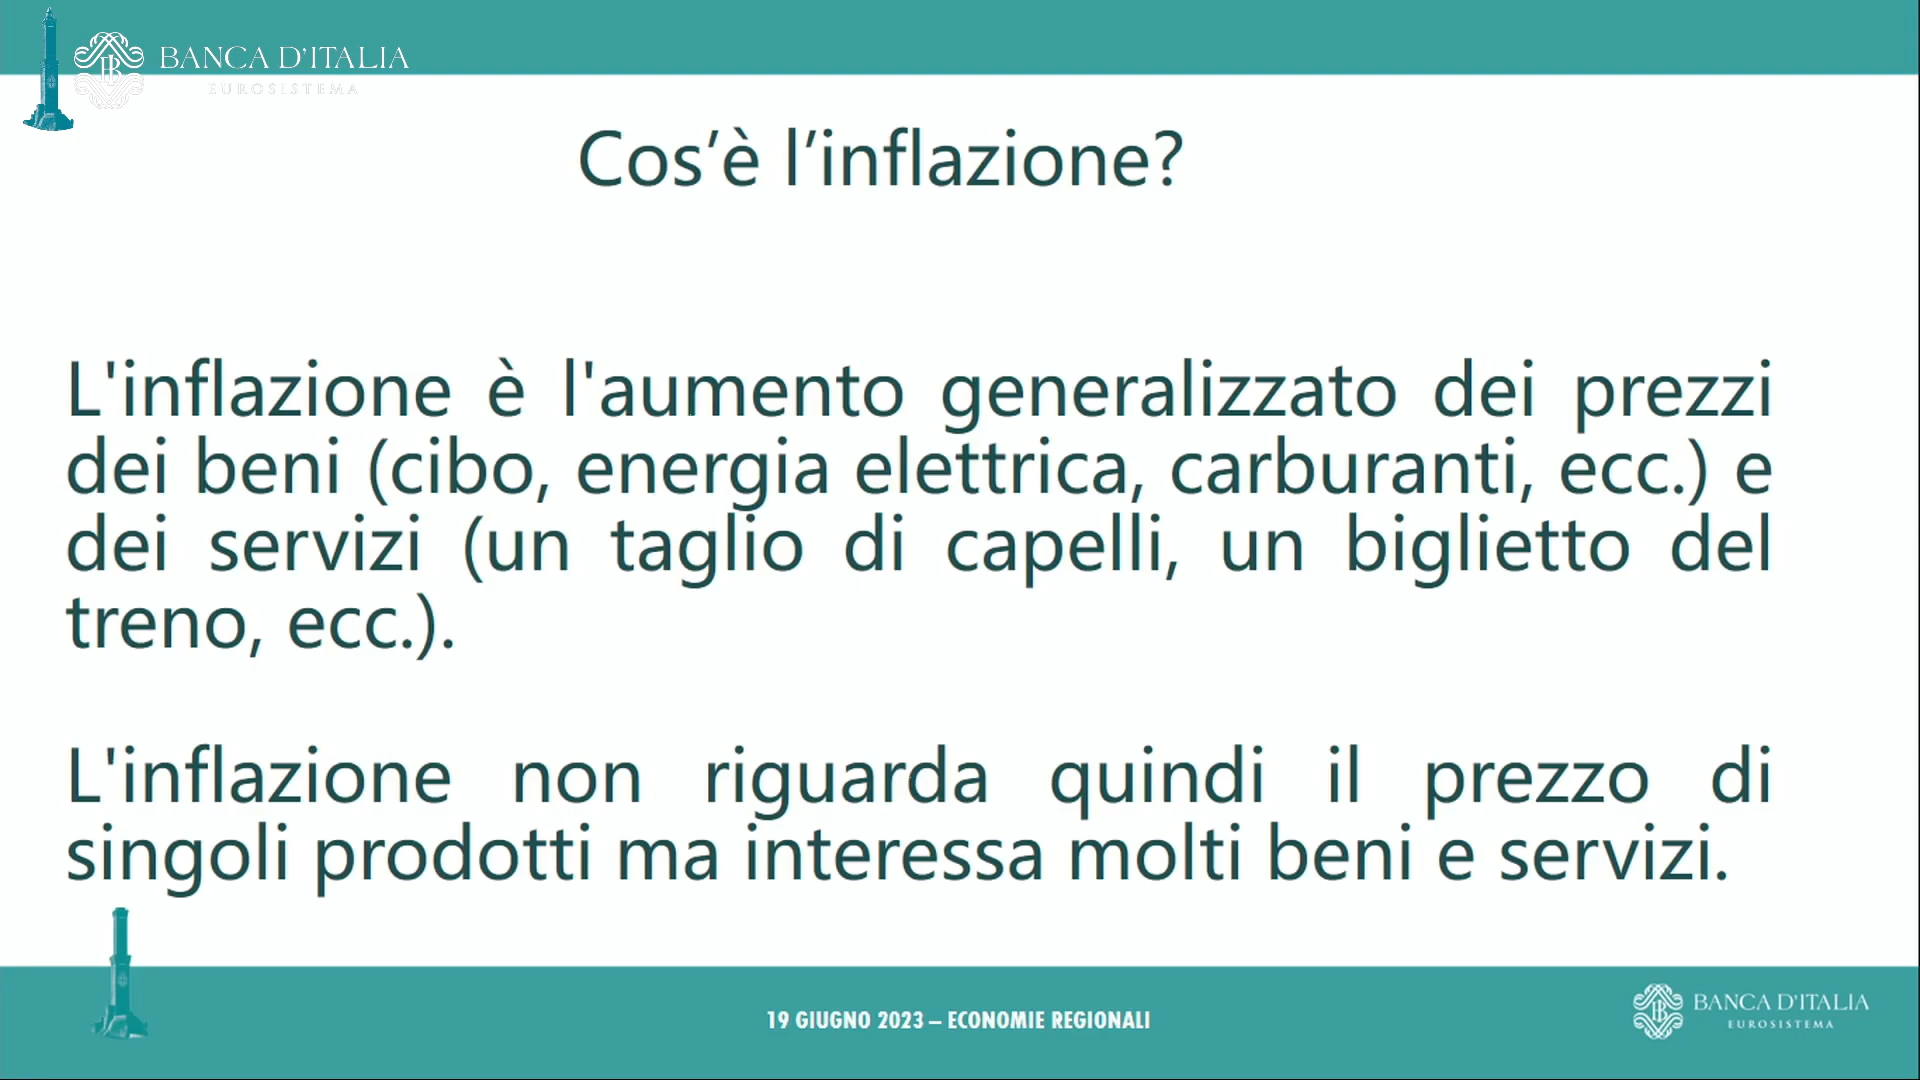 BANCA D'ITALIA
EUROSISTEMA
Cos’è l’inflazione?
L'inflazione è l'aumento generalizzato dei prezzi
dei beni (cibo, energia elettrica, carburanti, ecc.) e
dei servizi (un taglio di capelli, un biglietto del
treno, ecc.).
L'inflazione non riguarda quindi il prezzo di
singoli prodotti ma interessa molti beni e servizi.
19 GIUGNO 2023 – ECONOMIE REGIONALI
BANCA D'ITALIA
EUROSISTEMA